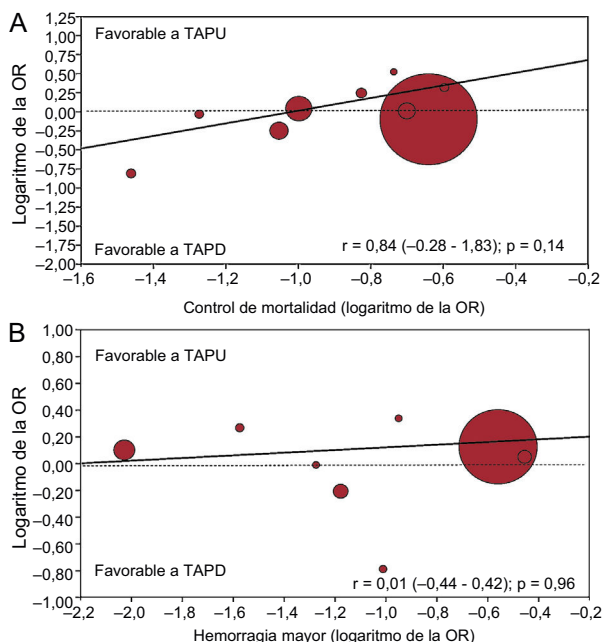 A
Logaritmo de la OR
1,25
1,00
0,75
0,50
0,25
0,00
–0,25
–0,50
–0,75
–1,00
–1,25
–1,50
–1,75
–2,00
Favorable a TAPU
Favorable a TAPD
r = 0,84 (–0.28 - 1,83); p = 0,14
–1,6 –1,4 –1,2 –1,0 –0,8 –0,6 –0,4 –0,2
Control de mortalidad (logaritmo de la OR)
B
Logaritmo de la OR
1,00
0,80
0,60
0,40
0,20
0,00
–0,20
–0,40
–0,60
–0,80
–1,00
Favorable a TAPU
Favorable a TAPD
r = 0,01 (–0,44 - 0,42); p = 0,96
–2,2 –2,0 –1,8 –1,6 –1,4 –1,2 –1,0 –0,8 –0,6 –0,4 –0,2
Hemorragia mayor (logaritmo de la OR)